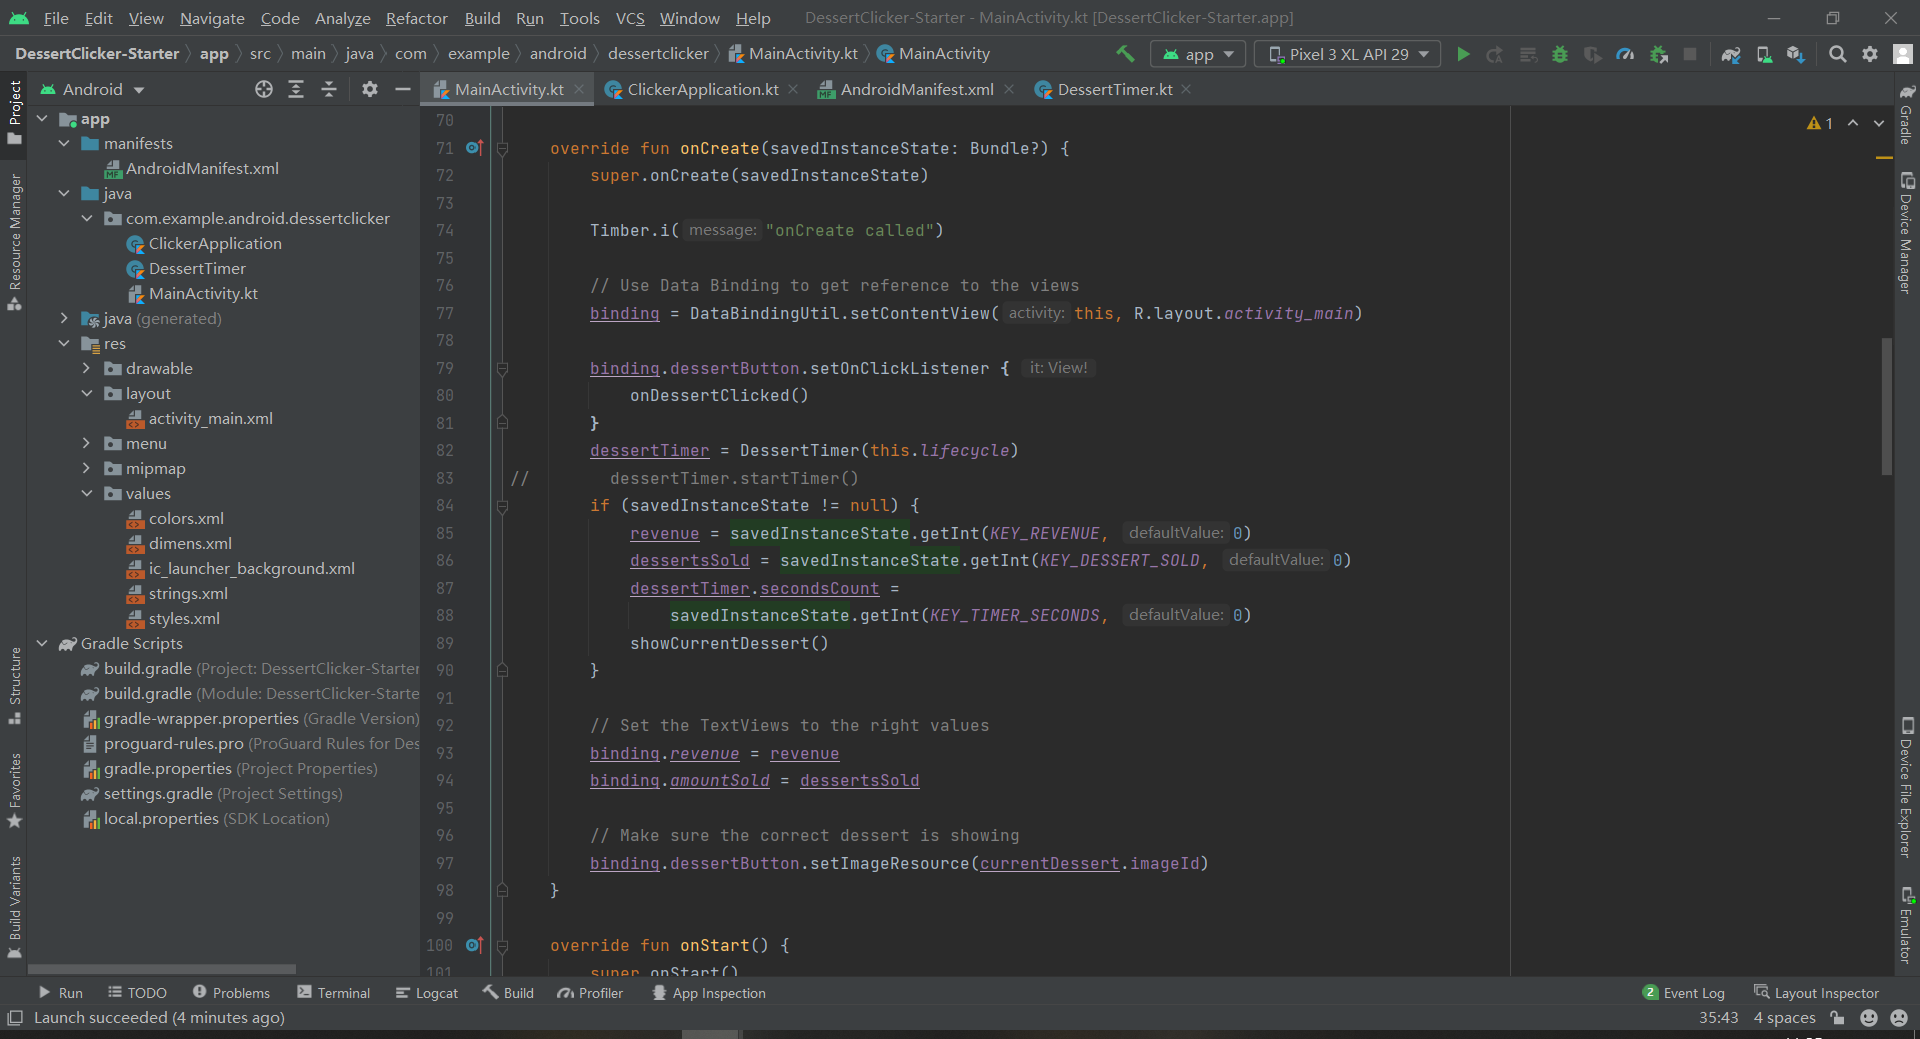 File Edit View Navigate Code Analyze Refactor Build Run Tools VCS Window Help DessertClicker-Starter - MainActivity.kt [DessertClicker-Starter.app]
DessertClicker-Starter app src main java com example android dessertclicker MainActivity.kt MainActivity app Pixel 3 XL API 29
Android
MainActivity.kt ClickerApplication.kt AndroidManifest.xml DessertTimer.kt
Project
Resource Manager
Structure
Favorites
Build Variants
app
manifests
AndroidManifest.xml
java
com.example.android.dessertclicker
ClickerApplication
DessertTimer
MainActivity.kt
java (generated)
res
drawable
layout
activity_main.xml
menu
mipmap
values
colors.xml
dimens.xml
ic_launcher_background.xml
strings.xml
styles.xml
Gradle Scripts
build.gradle (Project: DessertClicker-Starter
build.gradle (Module: DessertClicker-Starte
gradle-wrapper.properties (Gradle Version)
proguard-rules.pro (ProGuard Rules for Des
gradle.properties (Project Properties)
settings.gradle (Project Settings)
local.properties (SDK Location)
1
70
71 override fun onCreate(savedInstanceState: Bundle?) {
72 super.onCreate(savedInstanceState)
73
74 Timber.i( message: "onCreate called")
75
76 // Use Data Binding to get reference to the views
77 binding = DataBindingUtil.setContentView( activity: this, R.layout.activity_main)
78
79 binding.dessertButton.setOnClickListener { it: View!
80 onDessertClicked()
81 }
82 dessertTimer = DessertTimer(this.lifecycle)
83 // dessertTimer.startTimer()
84 if (savedInstanceState != null) {
85 revenue = savedInstanceState.getInt(KEY_REVENUE, defaultValue: 0)
86 dessertsSold = savedInstanceState.getInt(KEY_DESSERT_SOLD, defaultValue: 0)
87 dessertTimer.secondsCount =
88 savedInstanceState.getInt(KEY_TIMER_SECONDS, defaultValue: 0)
89 showCurrentDessert()
90 }
91
92 // Set the TextViews to the right values
93 binding.revenue = revenue
94 binding.amountSold = dessertsSold
95
96 // Make sure the correct dessert is showing
97 binding.dessertButton.setImageResource(currentDessert.imageId)
98 }
99
100 override fun onStart() {
101 super.onStart()
Gradle
Device Manager
Device File Explorer
Emulator
Run TODO Problems Terminal Logcat Build Profiler App Inspection 2 Event Log Layout Inspector
Launch succeeded (4 minutes ago) 35:43 4 spaces